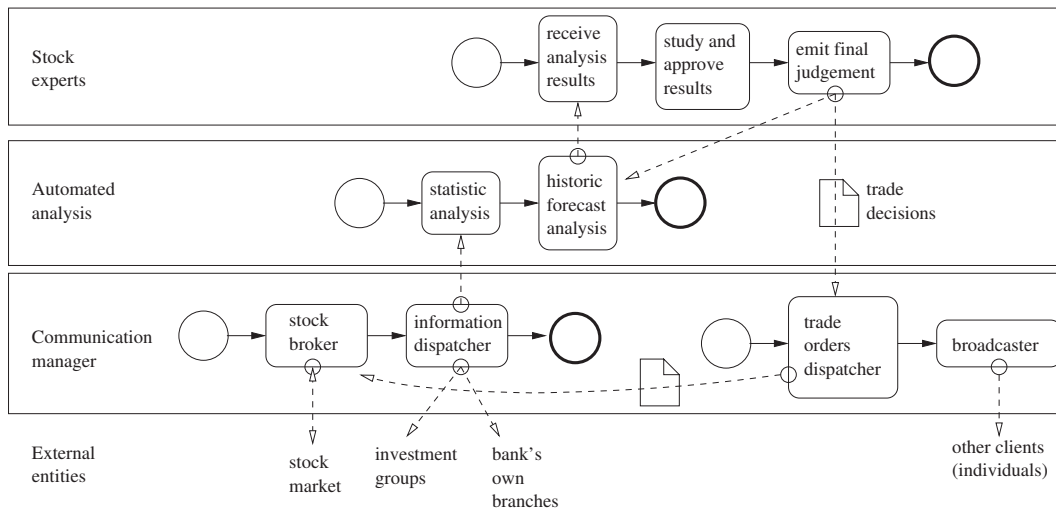 Stock
experts
receive
analysis
results
study and
approve
results
emit final
judgement
Automated
analysis
statistic
analysis
historic
forecast
analysis
trade
decisions
Communication
manager
stock
broker
information
dispatcher
trade
orders
dispatcher
broadcaster
External
entities
stock
market
investment
groups
bank's
own
branches
other clients
(individuals)